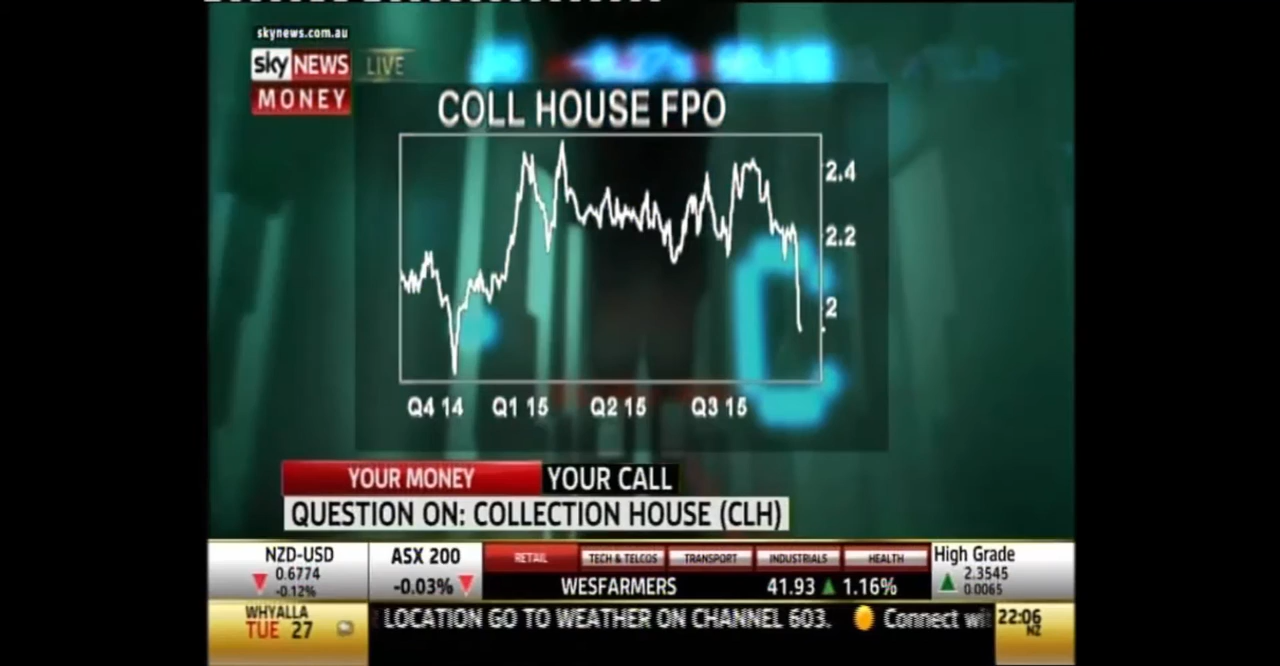 skynews.com.au
sky NEWS LIVE
MONEY
COLL HOUSE FPO
2.4
2.2
2
Q4 14 Q1 15 Q2 15 Q3 15
YOUR MONEY YOUR CALL
QUESTION ON: COLLECTION HOUSE (CLH)
NZD-USD
0.6774
-0.12%
ASX 200
-0.03%
RETAIL TECH & TELCOS TRANSPORT INDUSTRIALS HEALTH
WESFARMERS 41.93 1.16%
High Grade
2.3545
0.0065
WHYALLA
TUE 27
LOCATION GO TO WEATHER ON CHANNEL 603. Connect
22:06
NZ